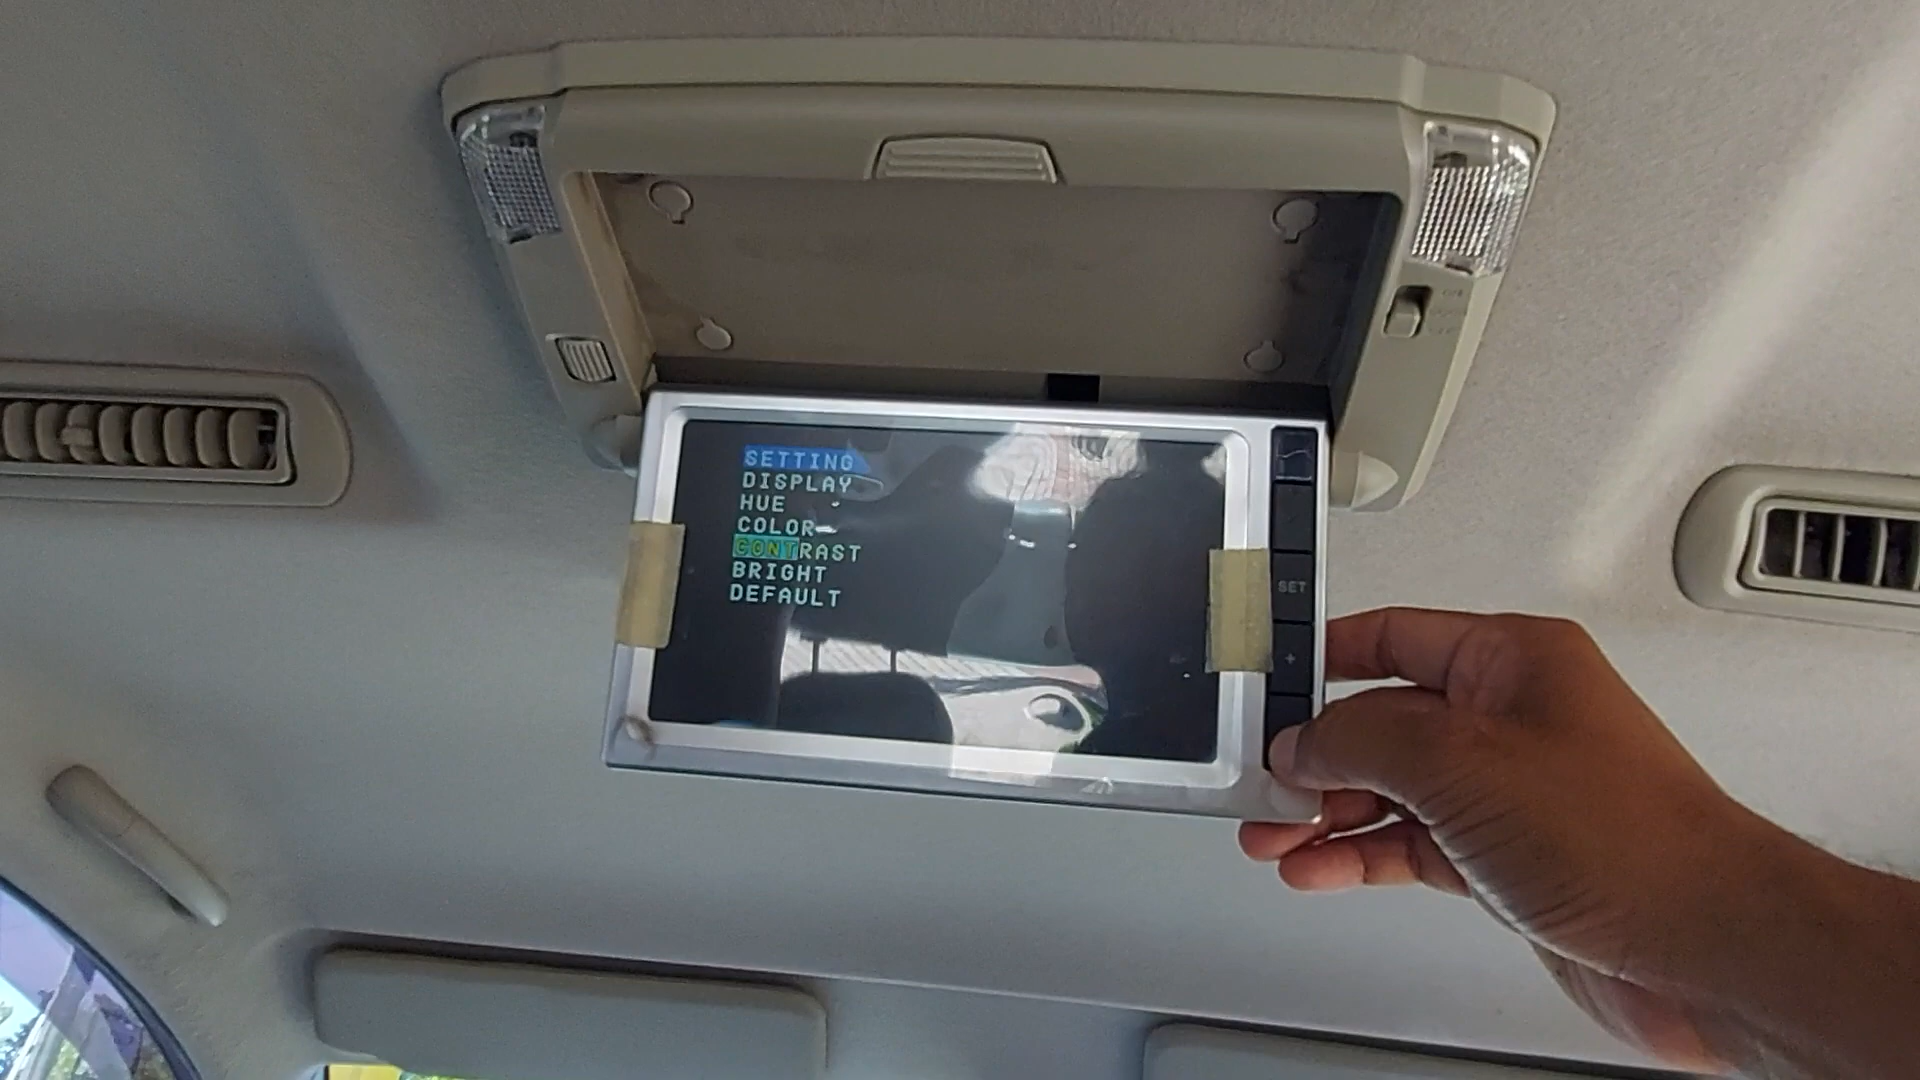 SETTING
DISPLAY
HUE
COLOR
CONTRAST
BRIGHT
DEFAULT
SET
+